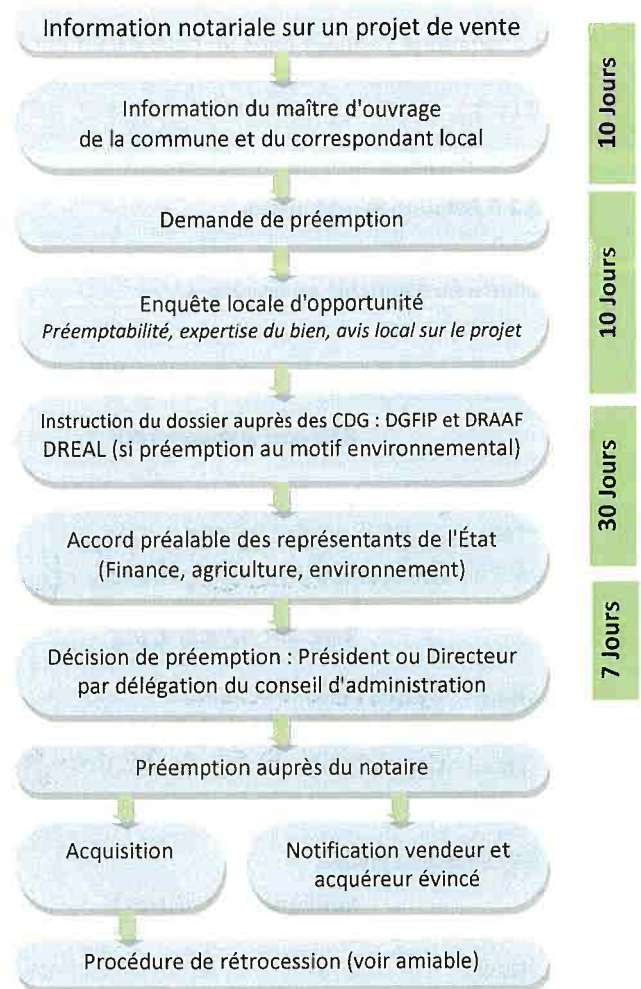 Information notariale sur un projet de vente
Information du maître d'ouvrage
de la commune et du correspondant local
10 Jours
Demande de préemption
Enquête locale d'opportunité
Préemptabilité, expertise du bien, avis local sur le projet
10 Jours
Instruction du dossier auprès des CDG : DGFIP et DRAAF
DREAL (si préemption au motif environnemental)
Accord préalable des représentants de l'État
(Finance, agriculture, environnement)
30 Jours
Décision de préemption : Président ou Directeur
par délégation du conseil d'administration
7 Jours
Préemption auprès du notaire
Acquisition
Notification vendeur et
acquéreur évincé
Procédure de rétrocession (voir amiable)